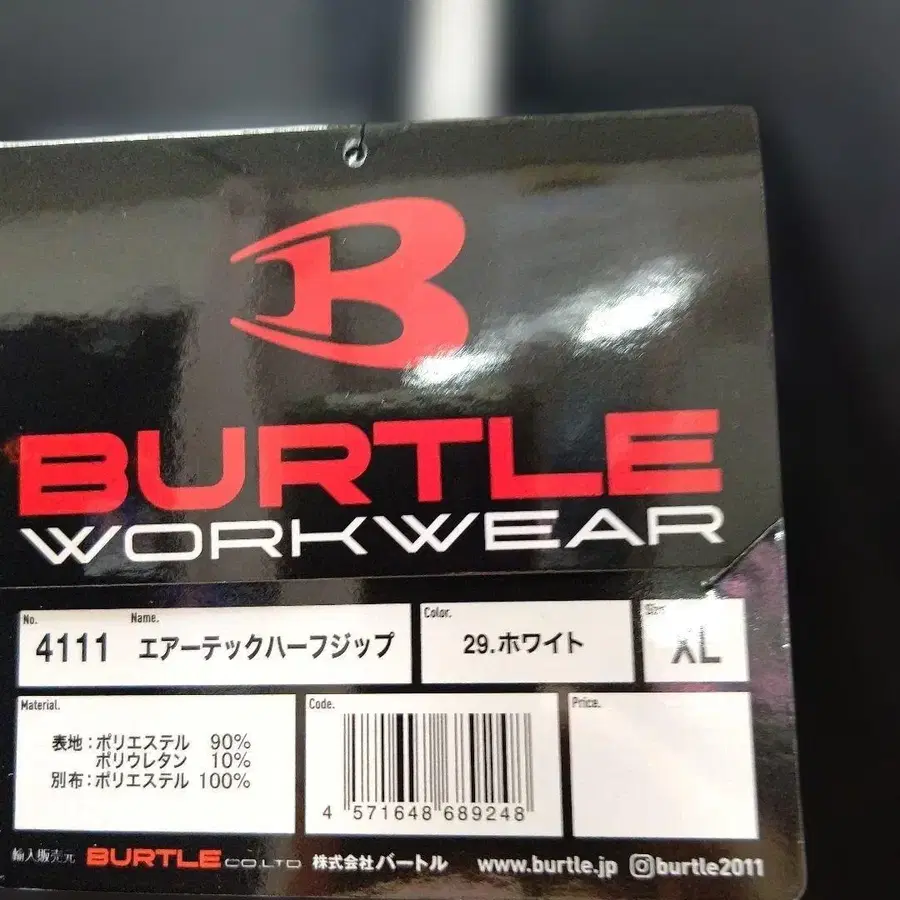 B
BURTLE
WORKWEAR
No. Name. Color. Size.
4111 エアーテックハーフジップ 29.ホワイト XL
Material. Code. Price.
表地:ポリエステル 90%
ポリウレタン 10%
別布:ポリエステル 100%
4 571648 689248
輸入販売元 BURTLE CO.LTD 株式会社バートル www.burtle.jp burtle2011